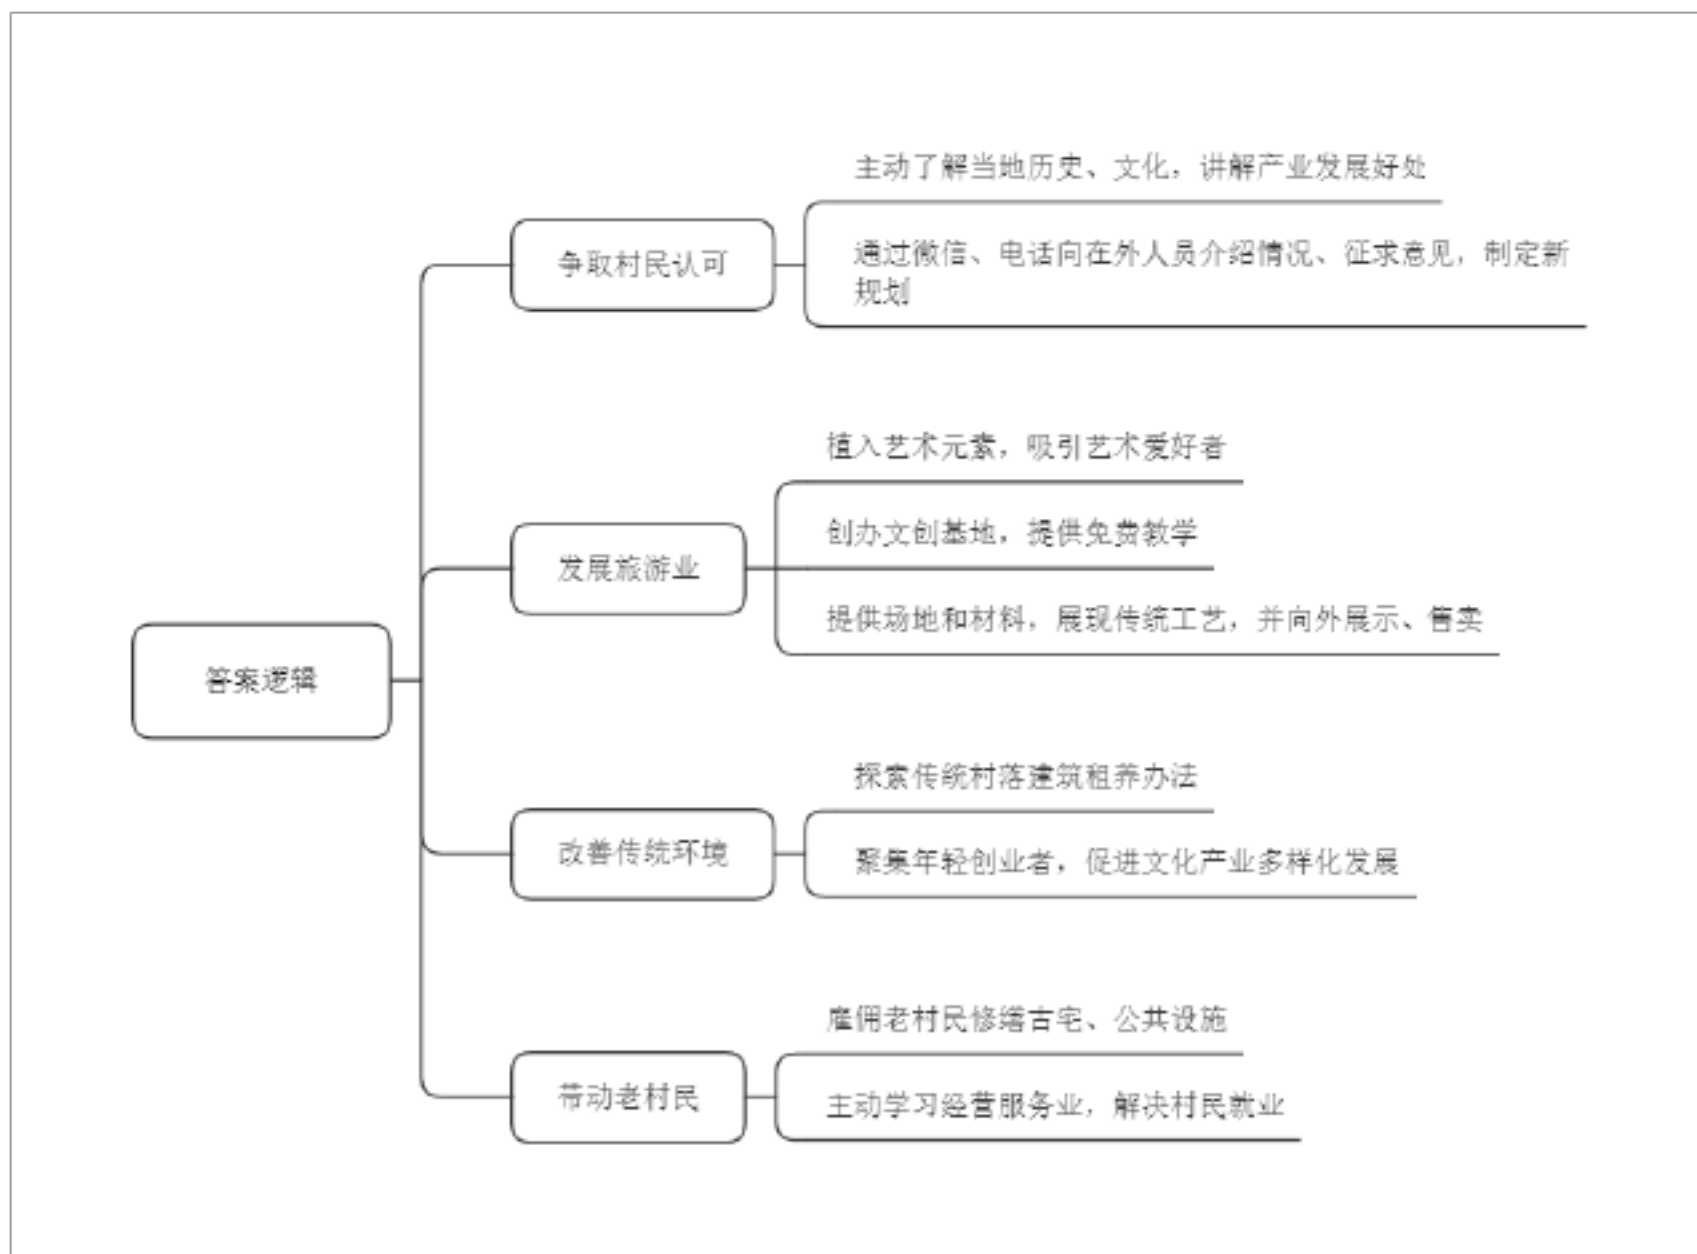 答案逻辑
争取村民认可
主动了解当地历史、文化，讲解产业发展好处
通过微信、电话向在外人员介绍情况、征求意见，制定新
规划
发展旅游业
植入艺术元素，吸引艺术爱好者
创办文创基地，提供免费教学
提供场地和材料，展现传统工艺，并向外展示、售卖
改善传统环境
探索传统村落建筑租养办法
聚集年轻创业者，促进文化产业多样化发展
带动老村民
雇佣老村民修缮古宅、公共设施
主动学习经营服务业，解决村民就业